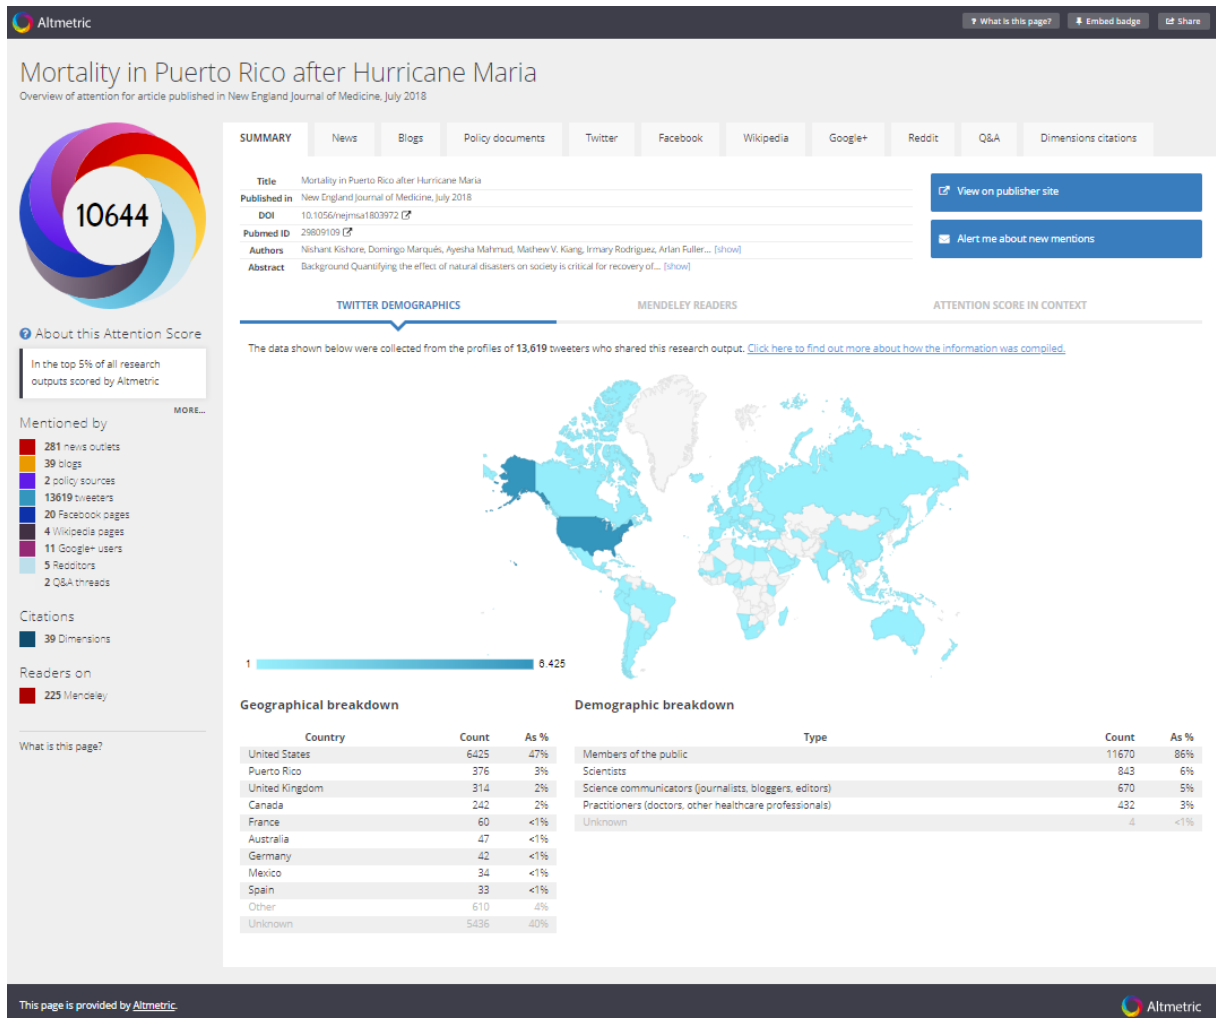 Altmetric
? What is this page?
Embed badge
Share
Mortality in Puerto Rico after Hurricane Maria
Overview of attention for article published in New England Journal of Medicine, July 2018
10644
About this Attention Score
In the top 5% of all research
outputs scored by Altmetric
MORE...
Mentioned by
281 news outlets
39 blogs
2 policy sources
13619 tweeters
20 Facebook pages
4 Wikipedia pages
11 Google+ users
5 Redditors
2 Q&A threads
Citations
39 Dimensions
Readers on
225 Mendeley
What is this page?
SUMMARY News Blogs Policy documents Twitter Facebook Wikipedia Google+ Reddit Q&A Dimensions citations
Title Mortality in Puerto Rico after Hurricane Maria
Published in New England Journal of Medicine, July 2018
DOI 10.1056/nejmsa1803972
Pubmed ID 29809109
Authors Nishant Kishore, Domingo Marqués, Ayesha Mahmud, Mathew V. Kiang, Irmary Rodriguez, Arlan Fuller... [show]
Abstract Background Quantifying the effect of natural disasters on society is critical for recovery of... [show]
View on publisher site
Alert me about new mentions
TWITTER DEMOGRAPHICS MENDELEY READERS ATTENTION SCORE IN CONTEXT
The data shown below were collected from the profiles of 13,619 tweeters who shared this research output. Click here to find out more about how the information was compiled.
1 6.425
Geographical breakdown
Country Count As %
United States 6425 47%
Puerto Rico 376 3%
United Kingdom 314 2%
Canada 242 2%
France 60 <1%
Australia 47 <1%
Germany 42 <1%
Mexico 34 <1%
Spain 33 <1%
Other 610 4%
Unknown 5436 40%
Demographic breakdown
Type Count As %
Members of the public 11670 86%
Scientists 843 6%
Science communicators (journalists, bloggers, editors) 670 5%
Practitioners (doctors, other healthcare professionals) 432 3%
Unknown 4 <1%
This page is provided by Altmetric.
Altmetric